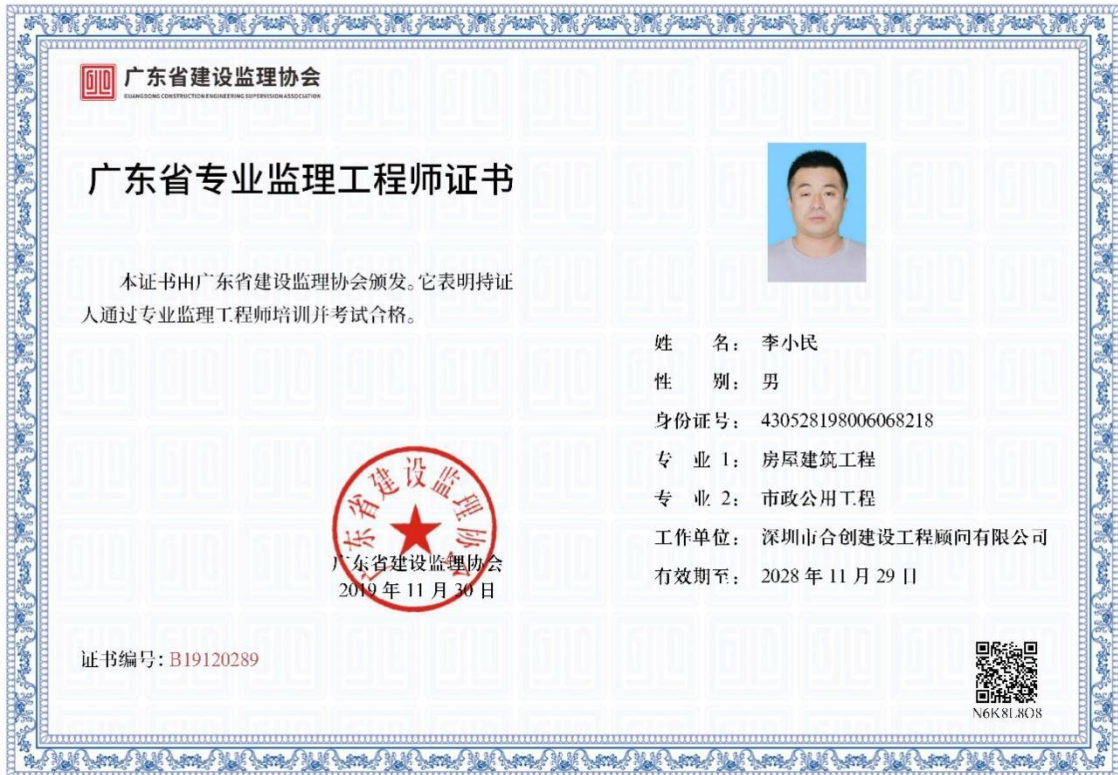 广东省建设监理协会
GUANGDONG CONSTRUCTION ENGINEERING SUPERVISION ASSOCIATION
广东省专业监理工程师证书
本证书由广东省建设监理协会颁发。它表明持证
人通过专业监理工程师培训并考试合格。
姓 名： 李小民
性 别： 男
身份证号： 430528198006068218
专 业 1： 房屋建筑工程
专 业 2： 市政公用工程
工作单位： 深圳市合创建设工程顾问有限公司
有效期至： 2028 年 11 月 29 日
广东省建设监理协会
广东省建设监理协会
2019 年 11 月 30 日
证书编号：B19120289
N6K8L8O8